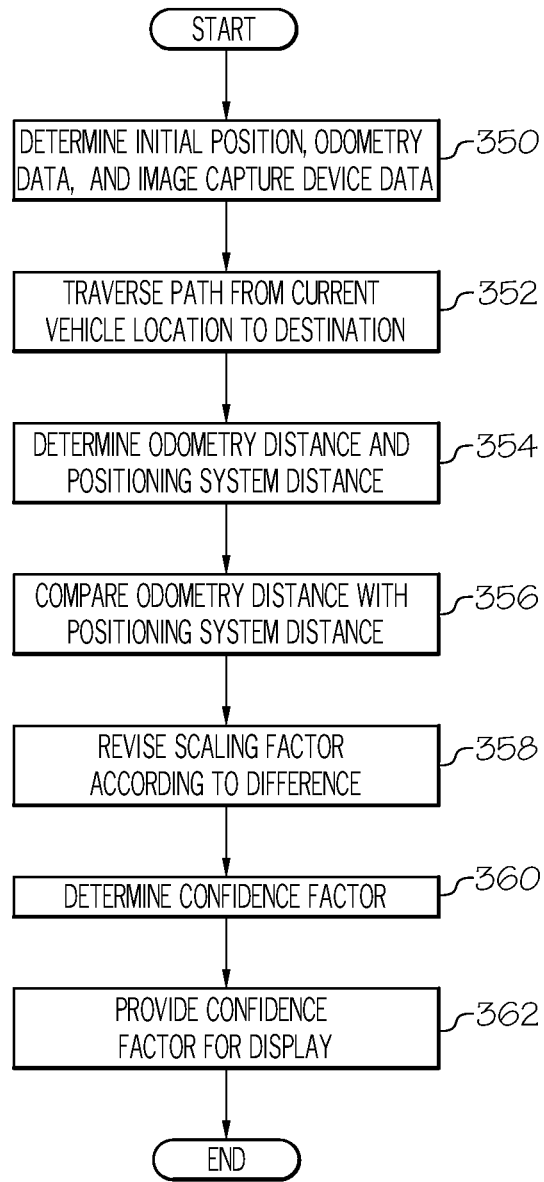 START
DETERMINE INITIAL POSITION, ODOMETRY
DATA, AND IMAGE CAPTURE DEVICE DATA
350
TRAVERSE PATH FROM CURRENT
VEHICLE LOCATION TO DESTINATION
352
DETERMINE ODOMETRY DISTANCE AND
POSITIONING SYSTEM DISTANCE
354
COMPARE ODOMETRY DISTANCE WITH
POSITIONING SYSTEM DISTANCE
356
REVISE SCALING FACTOR
ACCORDING TO DIFFERENCE
358
DETERMINE CONFIDENCE FACTOR
360
PROVIDE CONFIDENCE
FACTOR FOR DISPLAY
362
END